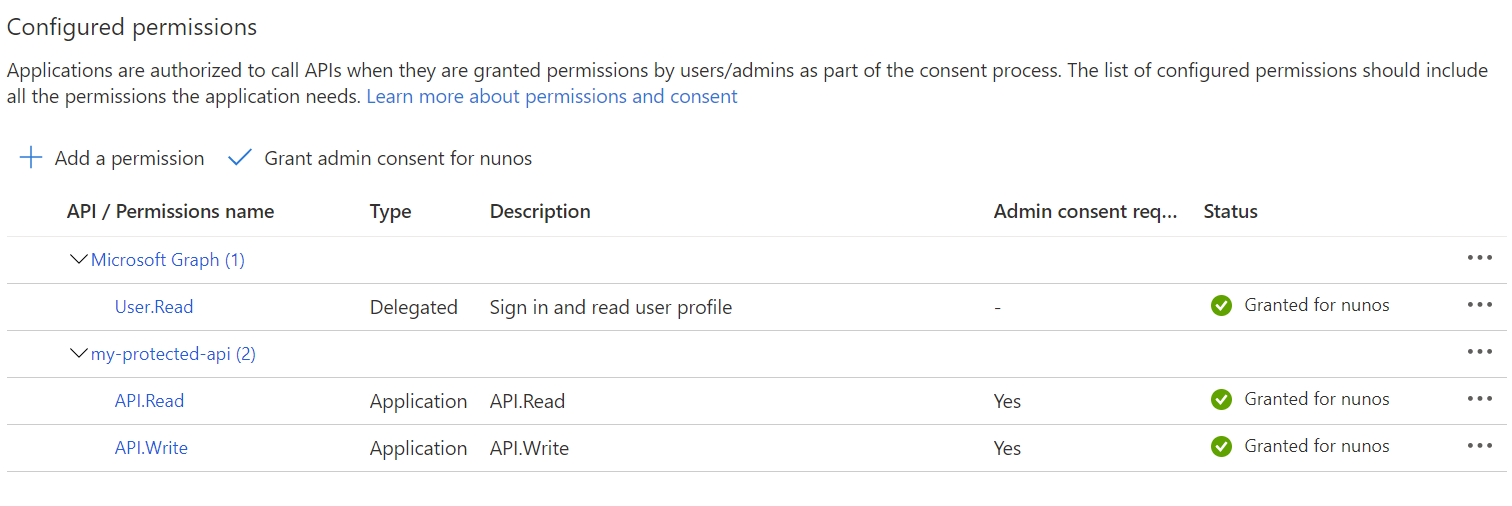 Configured permissions
Applications are authorized to call APIs when they are granted permissions by users/admins as part of the consent process. The list of configured permissions should include
all the permissions the application needs. Learn more about permissions and consent
Add a permission Grant admin consent for nunos
API / Permissions name Type Description Admin consent req... Status
Microsoft Graph (1)
User.Read Delegated Sign in and read user profile - Granted for nunos
my-protected-api (2)
API.Read Application API.Read Yes Granted for nunos
API.Write Application API.Write Yes Granted for nunos